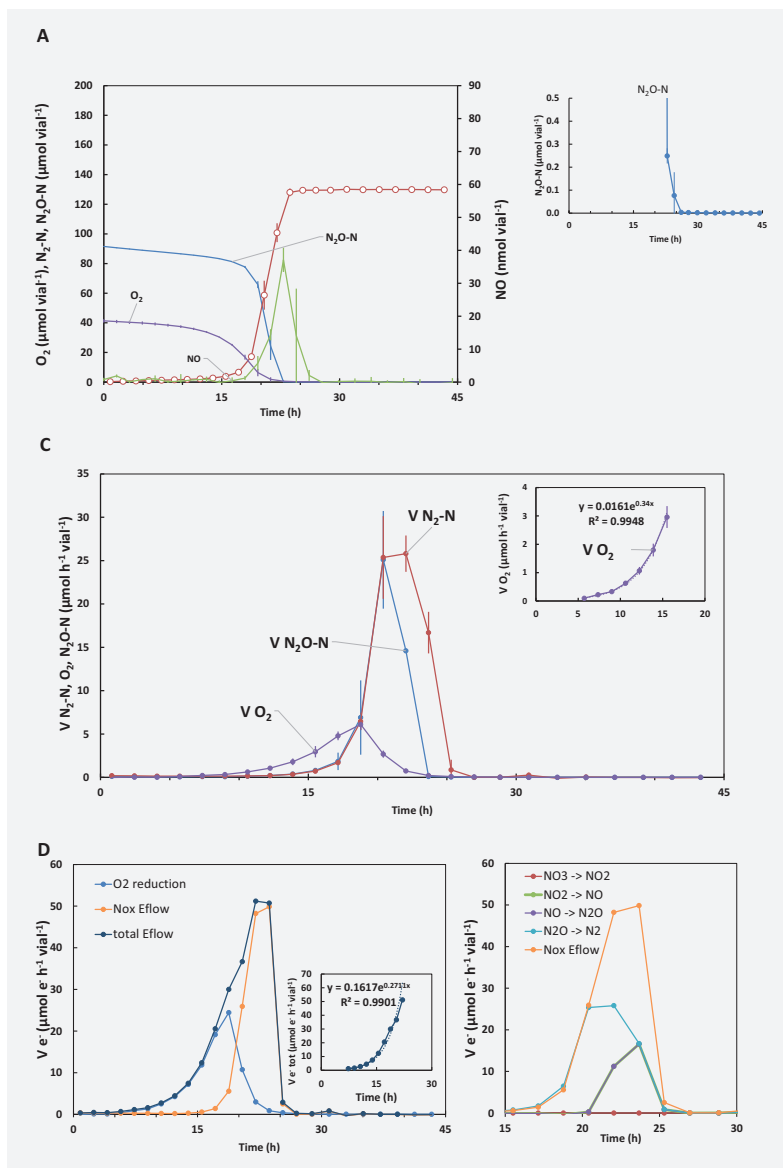 A
O₂ (µmol vial⁻¹), N₂-N, N₂O-N (µmol vial⁻¹)
200
180
160
140
120
100
80
60
40
20
0
N₂O-N
O₂
NO
90
80
70
60
50
40
30
20
10
0
NO (nmol vial⁻¹)
0 15 30 45
Time (h)
N₂O-N
N₂O-N (µmol vial⁻¹)
0.5
0.4
0.3
0.2
0.1
0.0
0 15 30 45
Time (h)
C
V N₂-N, O₂, N₂O-N (µmol h⁻¹ vial⁻¹)
35
30
25
20
15
10
5
0
V N₂-N
V N₂O-N
V O₂
0 15 30 45
Time (h)
V O₂ (µmol h⁻¹ vial⁻¹)
4
3
2
1
0
y = 0.0161e^0.34x
R² = 0.9948
V O₂
0 5 10 15 20
Time (h)
D
V e⁻ (µmol e⁻ h⁻¹ vial⁻¹)
60
50
40
30
20
10
0
O2 reduction
Nox Eflow
total Eflow
0 15 30 45
Time (h)
V e⁻ tot (µmol e⁻ h⁻¹ vial⁻¹)
70
60
50
40
30
20
10
0
y = 0.1617e^0.2711x
R² = 0.9901
0 15 30
Time (h)
V e⁻ (µmol e⁻ h⁻¹ vial⁻¹)
60
50
40
30
20
10
0
NO3 -> NO2
NO2 -> NO
NO -> N2O
N2O -> N2
Nox Eflow
15 20 25 30
Time (h)